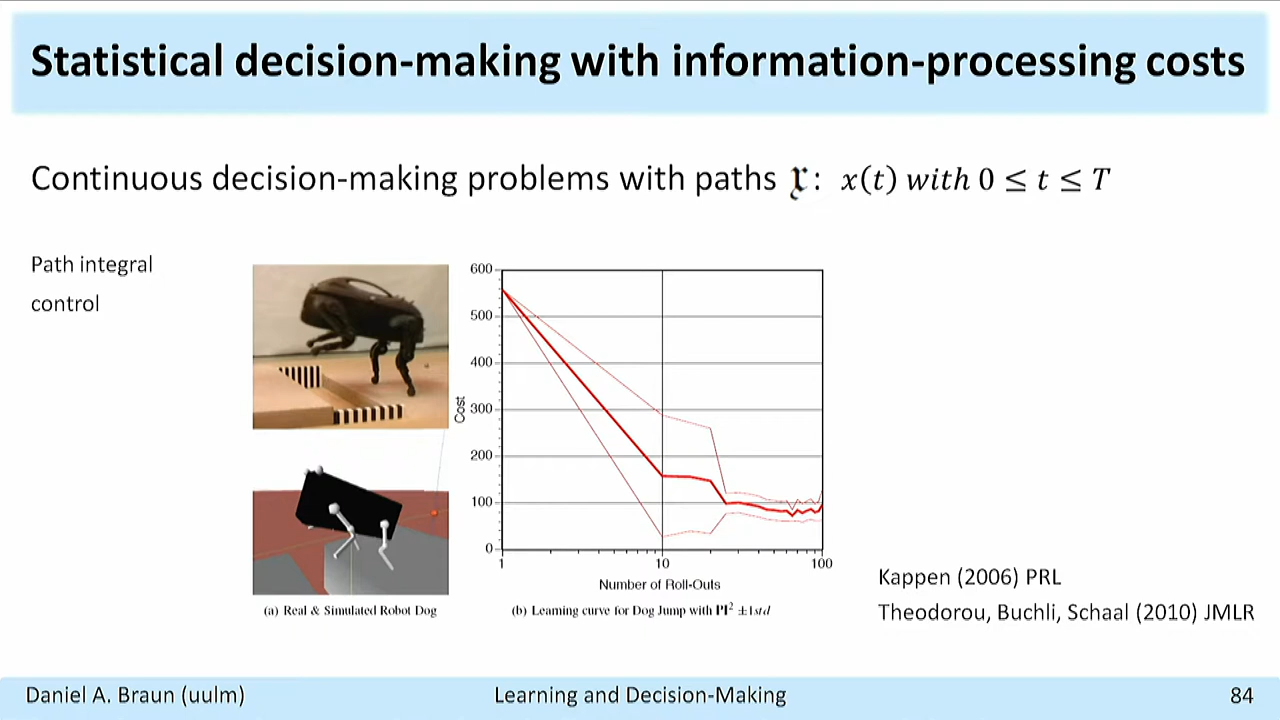 Statistical decision-making with information-processing costs
Continuous decision-making problems with paths 𝔵: x(t) with 0 ≤ t ≤ T
Path integral
control
600
500
400
300
200
100
0
Cost
1
10
100
Number of Roll-Outs
(a) Real & Simulated Robot Dog
(b) Learning curve for Dog Jump with PI² ±1std
Kappen (2006) PRL
Theodorou, Buchli, Schaal (2010) JMLR
Daniel A. Braun (uulm)
Learning and Decision-Making
84